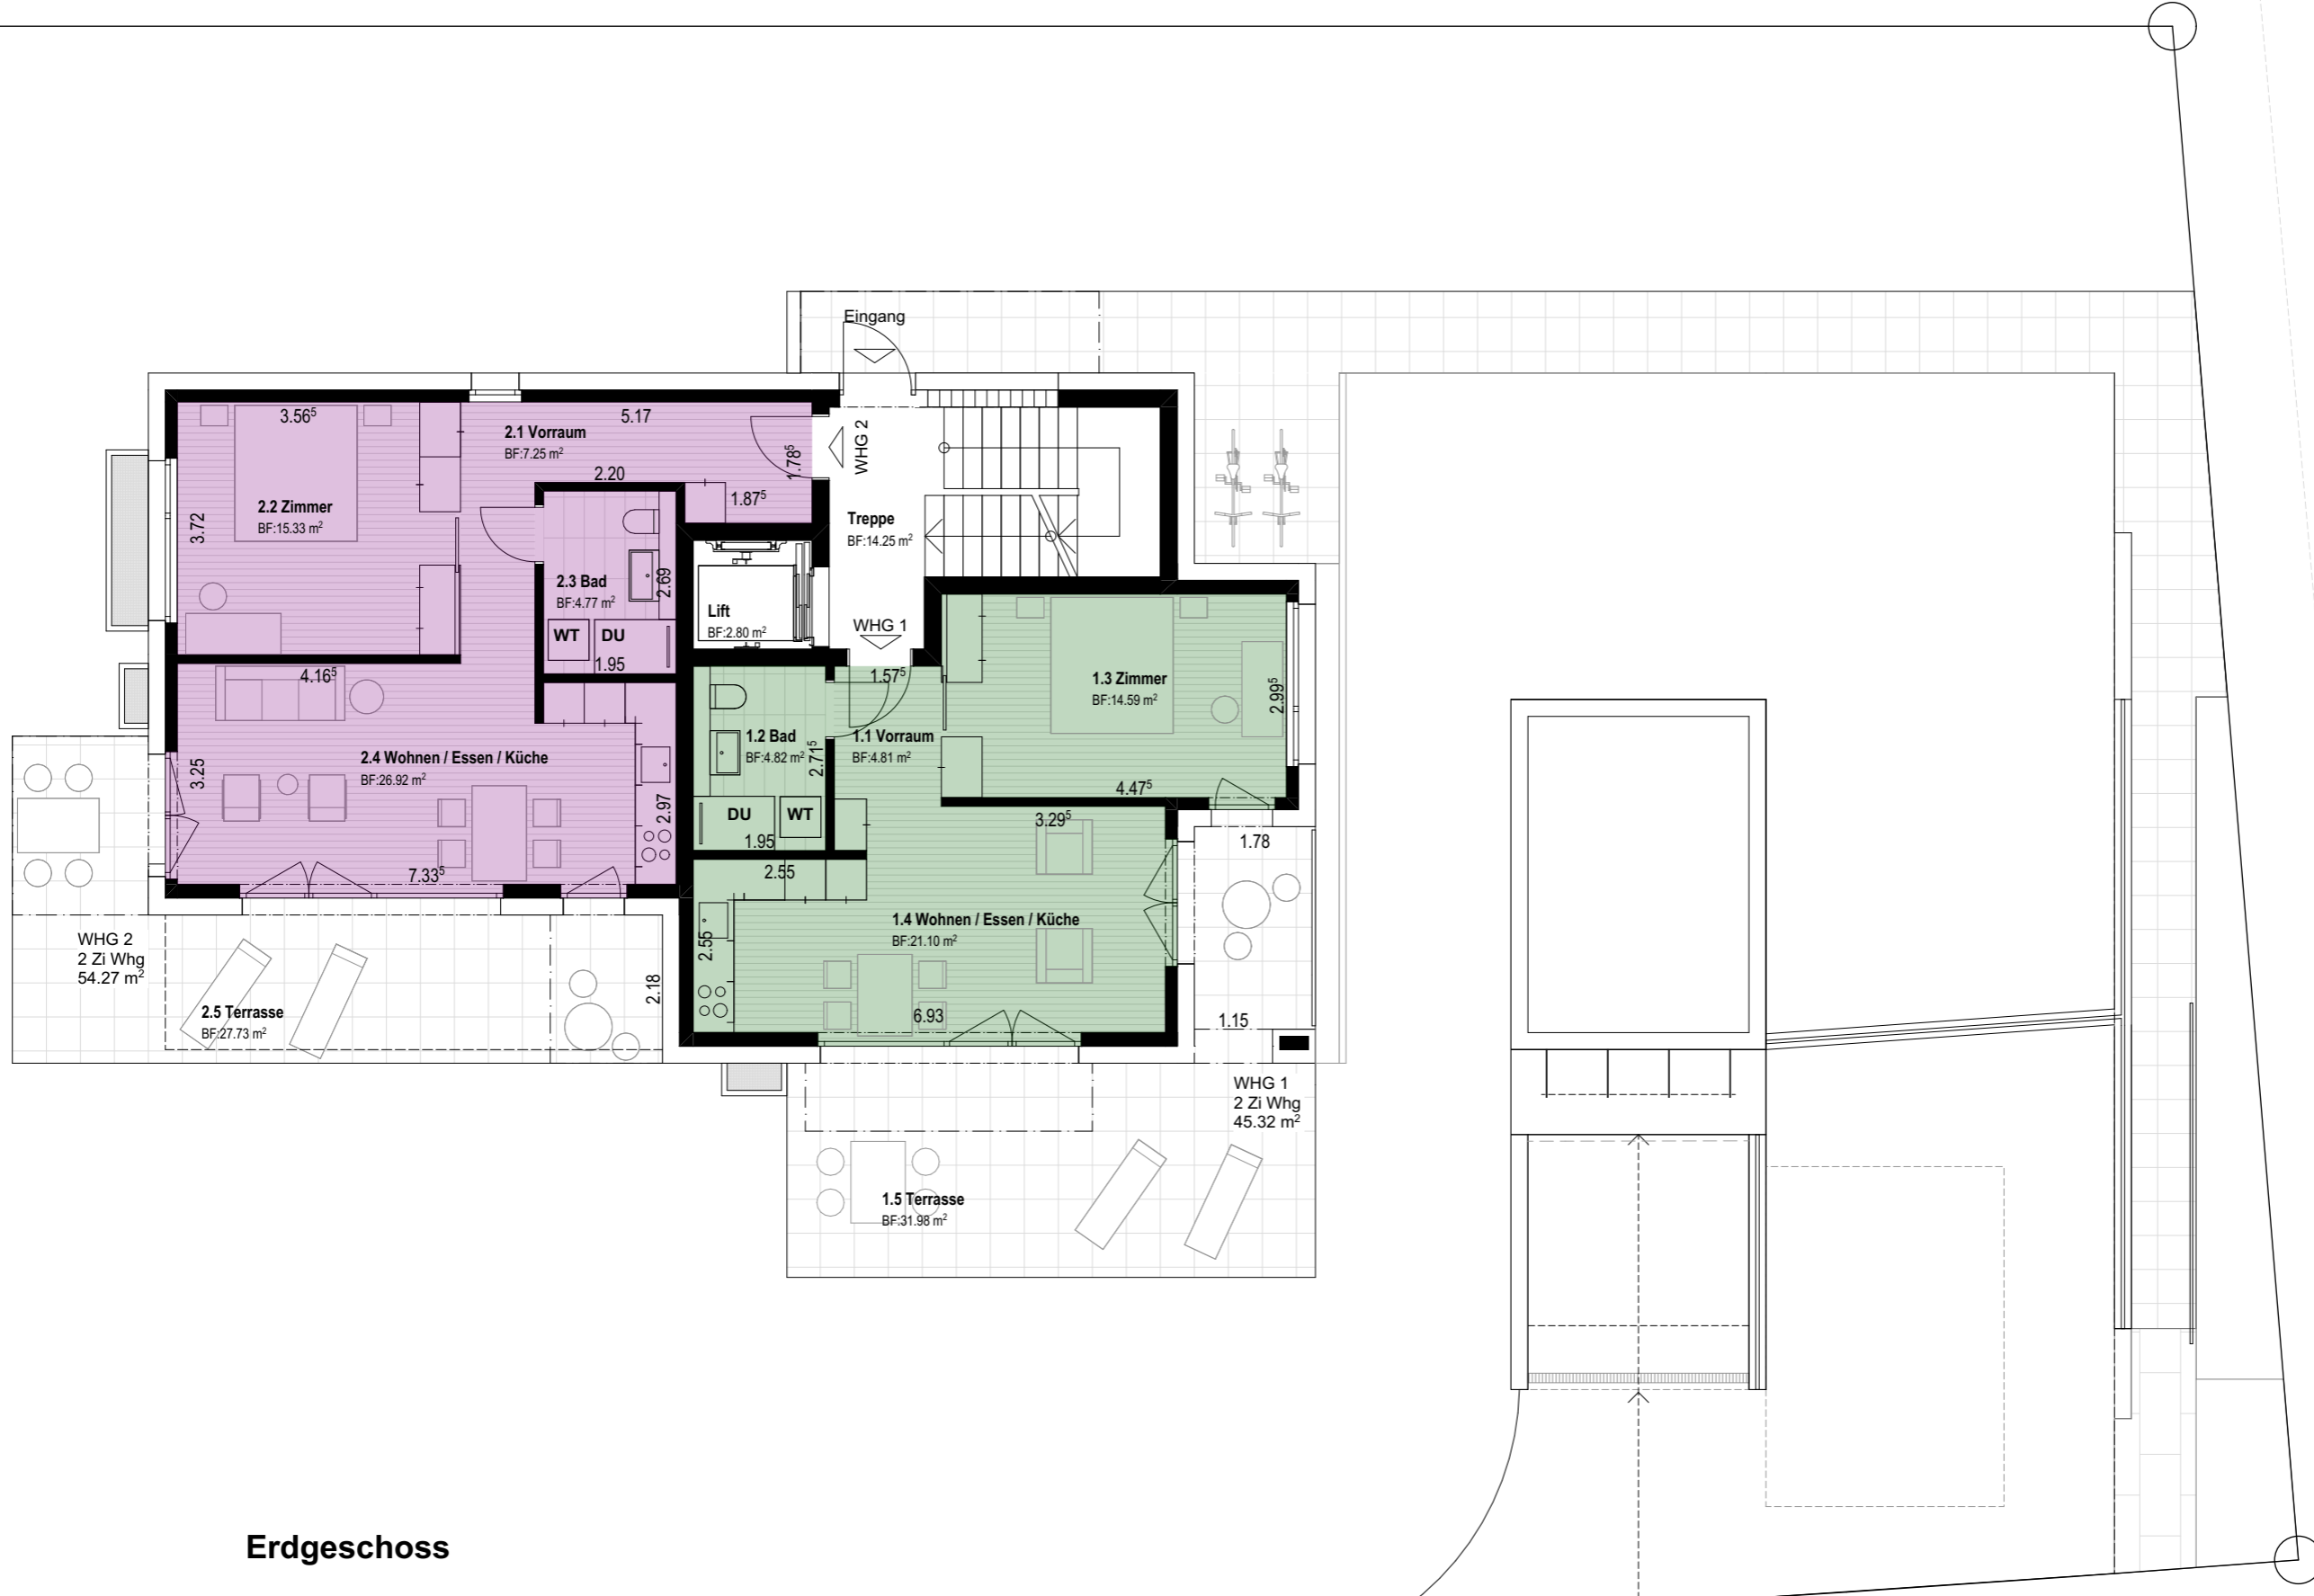 Eingang
3.56⁵
5.17
2.1 Vorraum
BF:7.25 m²
WHG 2
1.78⁵
2.20
1.87⁵
2.2 Zimmer
BF:15.33 m²
3.72
Treppe
BF:14.25 m²
2.3 Bad
BF:4.77 m²
2.69
Lift
BF:2.80 m²
WHG 1
WT
DU
1.95
4.16⁵
1.57⁵
1.3 Zimmer
BF:14.59 m²
2.99⁵
1.2 Bad
BF:4.82 m²
2.71⁵
1.1 Vorraum
BF:4.81 m²
2.4 Wohnen / Essen / Küche
BF:26.92 m²
3.25
2.97
4.47⁵
DU
WT
1.95
3.29⁵
1.78
7.33⁵
2.55
1.4 Wohnen / Essen / Küche
BF:21.10 m²
2.55
WHG 2
2 Zi Whg
54.27 m²
2.18
2.5 Terrasse
BF:27.73 m²
6.93
1.15
WHG 1
2 Zi Whg
45.32 m²
1.5 Terrasse
BF:31.98 m²
Erdgeschoss